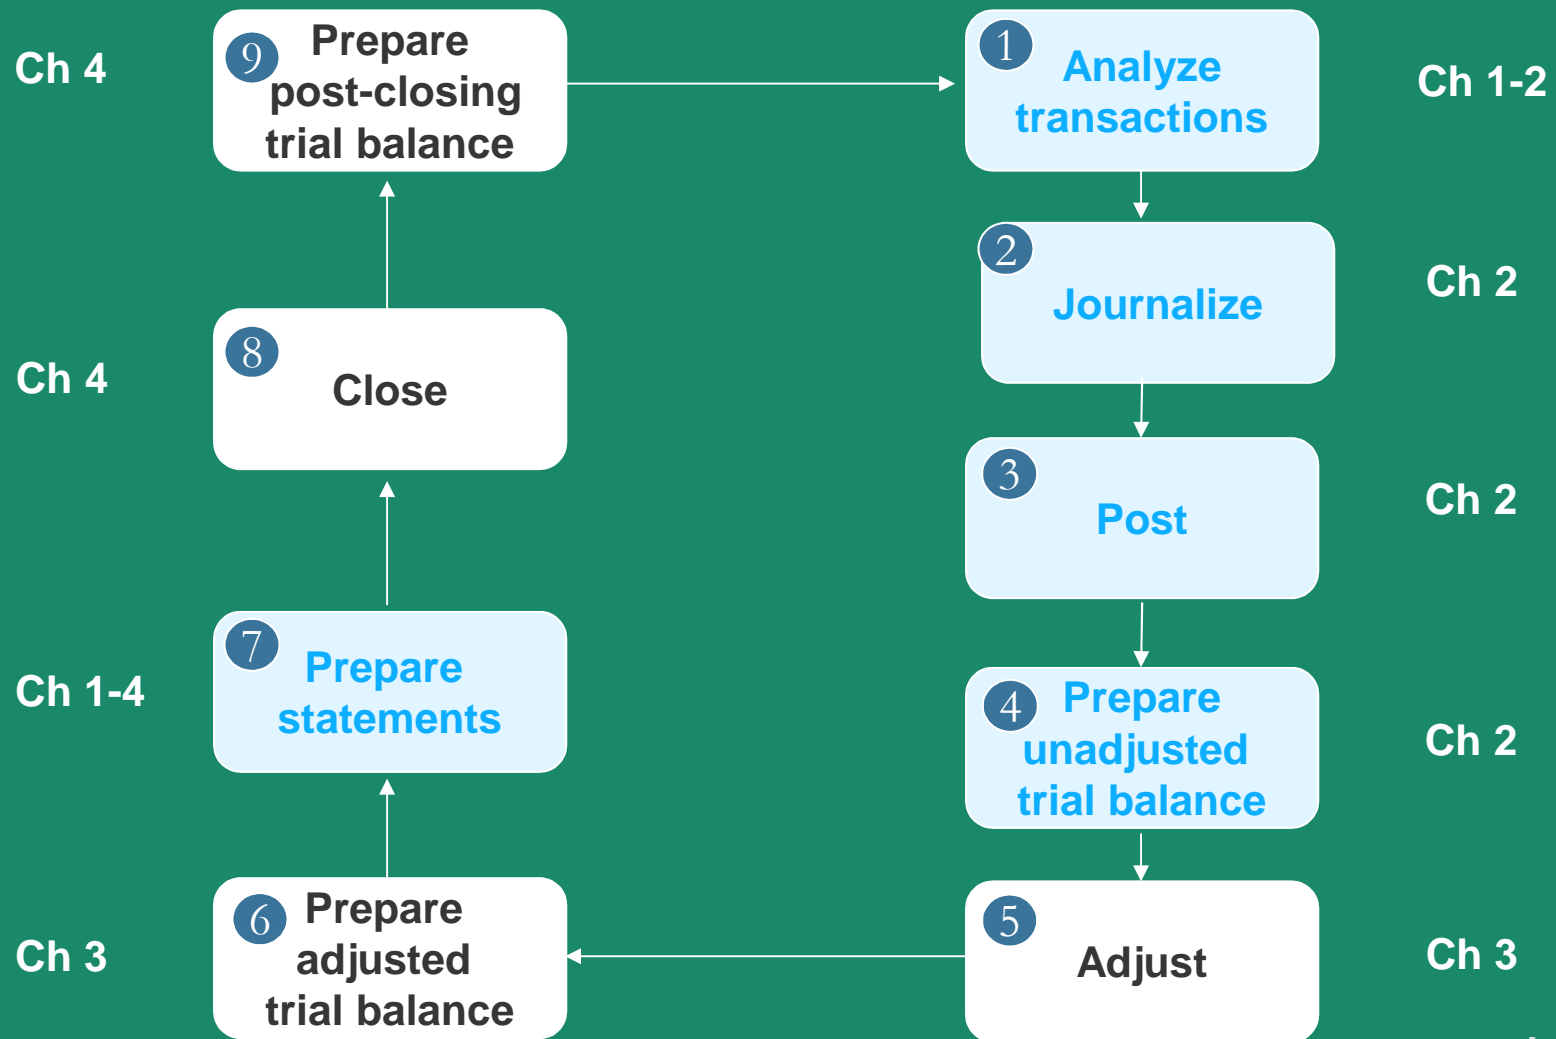 Ch 4
9
Prepare
post-closing
trial balance
1
Analyze
transactions
Ch 1-2
2
Journalize
Ch 2
3
Post
Ch 2
4
Prepare
unadjusted
trial balance
Ch 2
5
Adjust
Ch 3
6
Prepare
adjusted
trial balance
Ch 3
7
Prepare
statements
Ch 1-4
8
Close
Ch 4